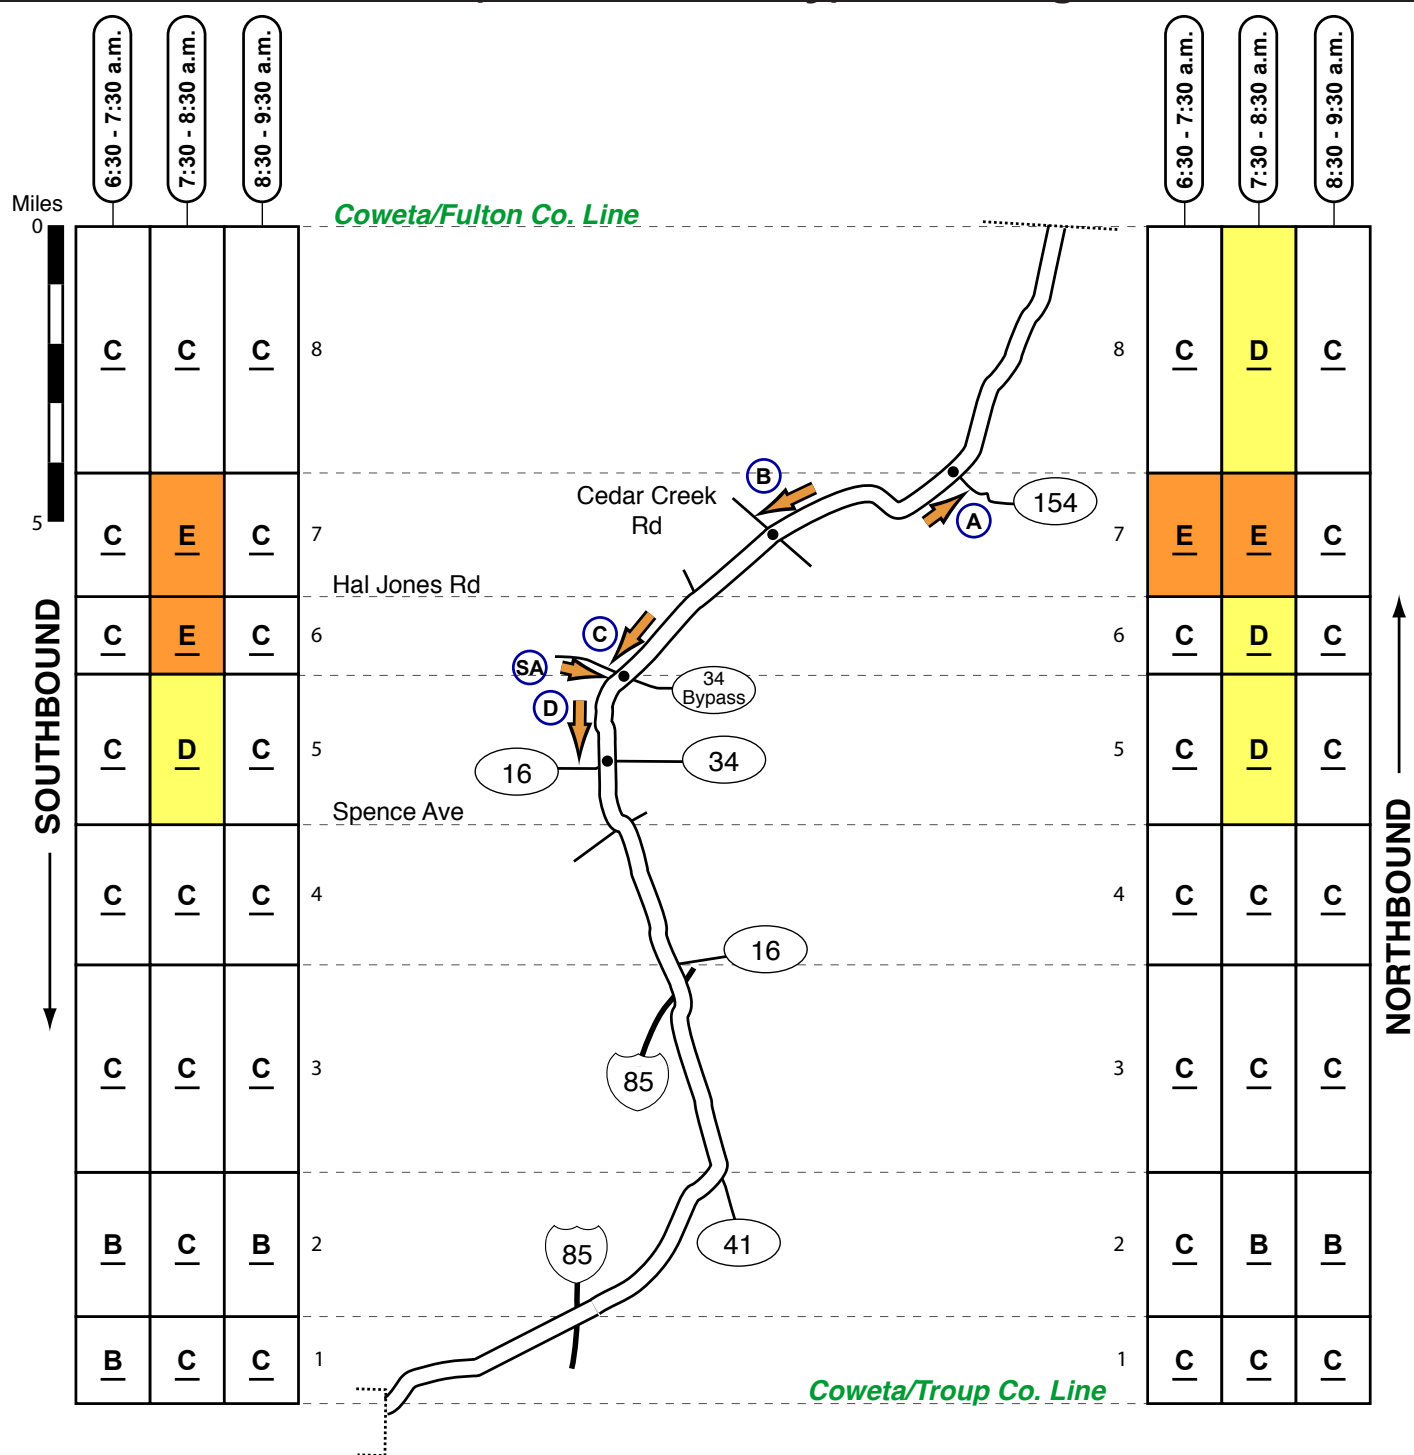 6:30 - 7:30 a.m.
7:30 - 8:30 a.m.
8:30 - 9:30 a.m.
6:30 - 7:30 a.m.
7:30 - 8:30 a.m.
8:30 - 9:30 a.m.
Miles
0
5
Coweta/Fulton Co. Line
C C C 8
8 C D C
B
Cedar Creek
Rd
A
154
C E C 7
7 E E C
Hal Jones Rd
C E C 6
6 C D C
C
SA
34
Bypass
D
C D C 5
5 C D C
16
34
Spence Ave
SOUTHBOUND
NORTHBOUND
C C C 4
4 C C C
16
C C C 3
3 C C C
85
B C B 2
2 C B B
85
41
B C C 1
1 C C C
Coweta/Troup Co. Line